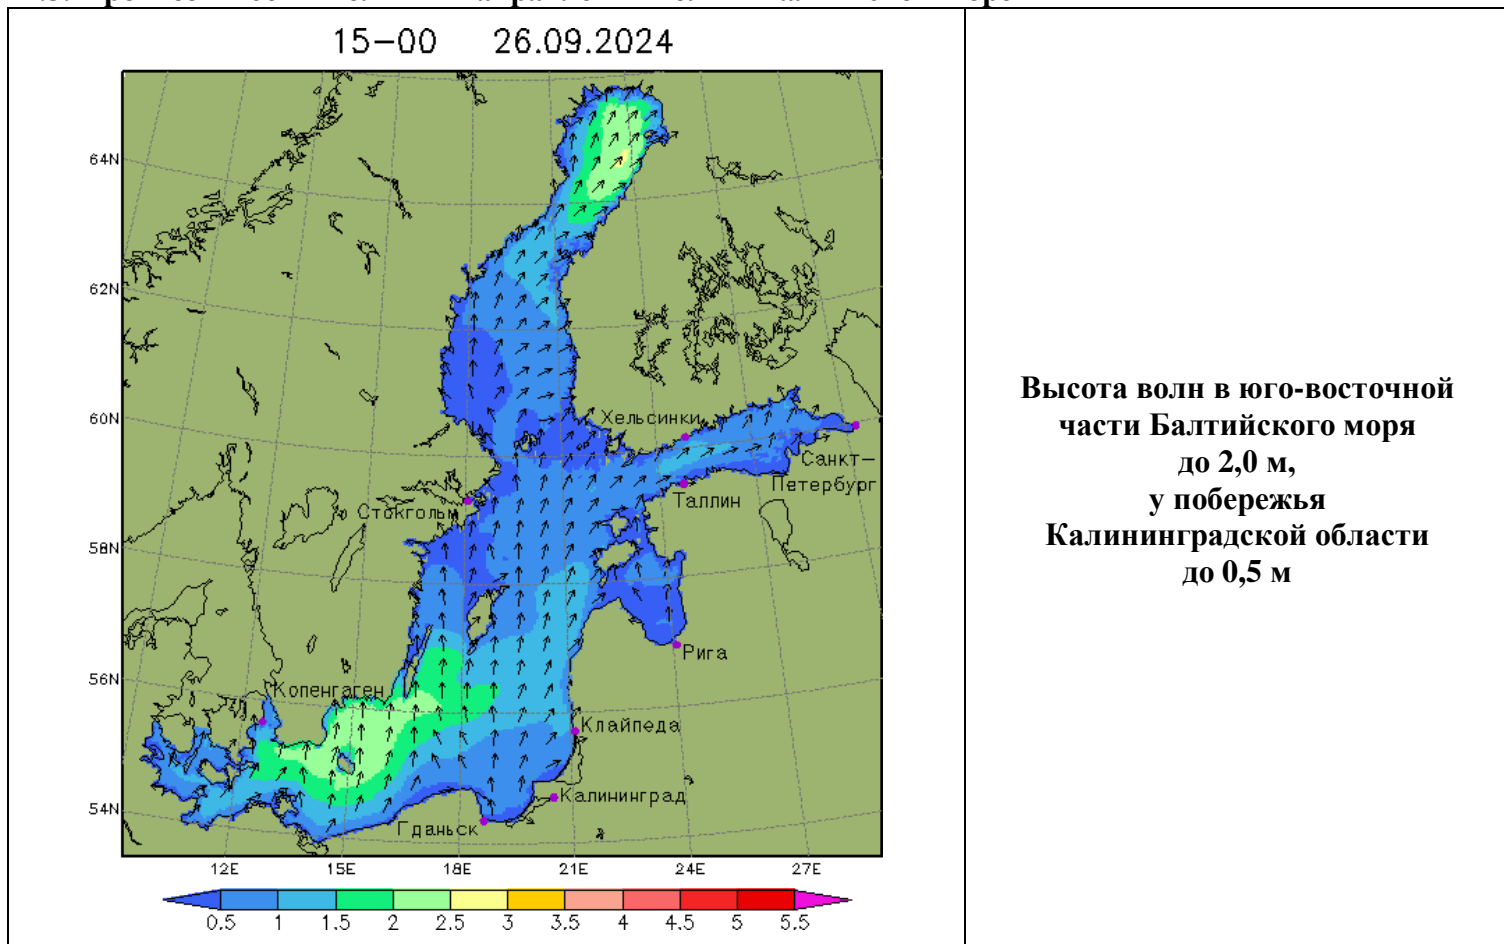 15-00 26.09.2024
64N
62N
60N
58N
56N
54N
Хельсинки
Санкт-
Петербург
Таллин
Стокгольм
Рига
Копенгаген
Клайпеда
Калининград
Гданьск
12E 15E 18E 21E 24E 27E
0.5 1 1.5 2 2.5 3 3.5 4 4.5 5 5.5
Высота волн в юго-восточной
части Балтийского моря
до 2,0 м,
у побережья
Калининградской области
до 0,5 м